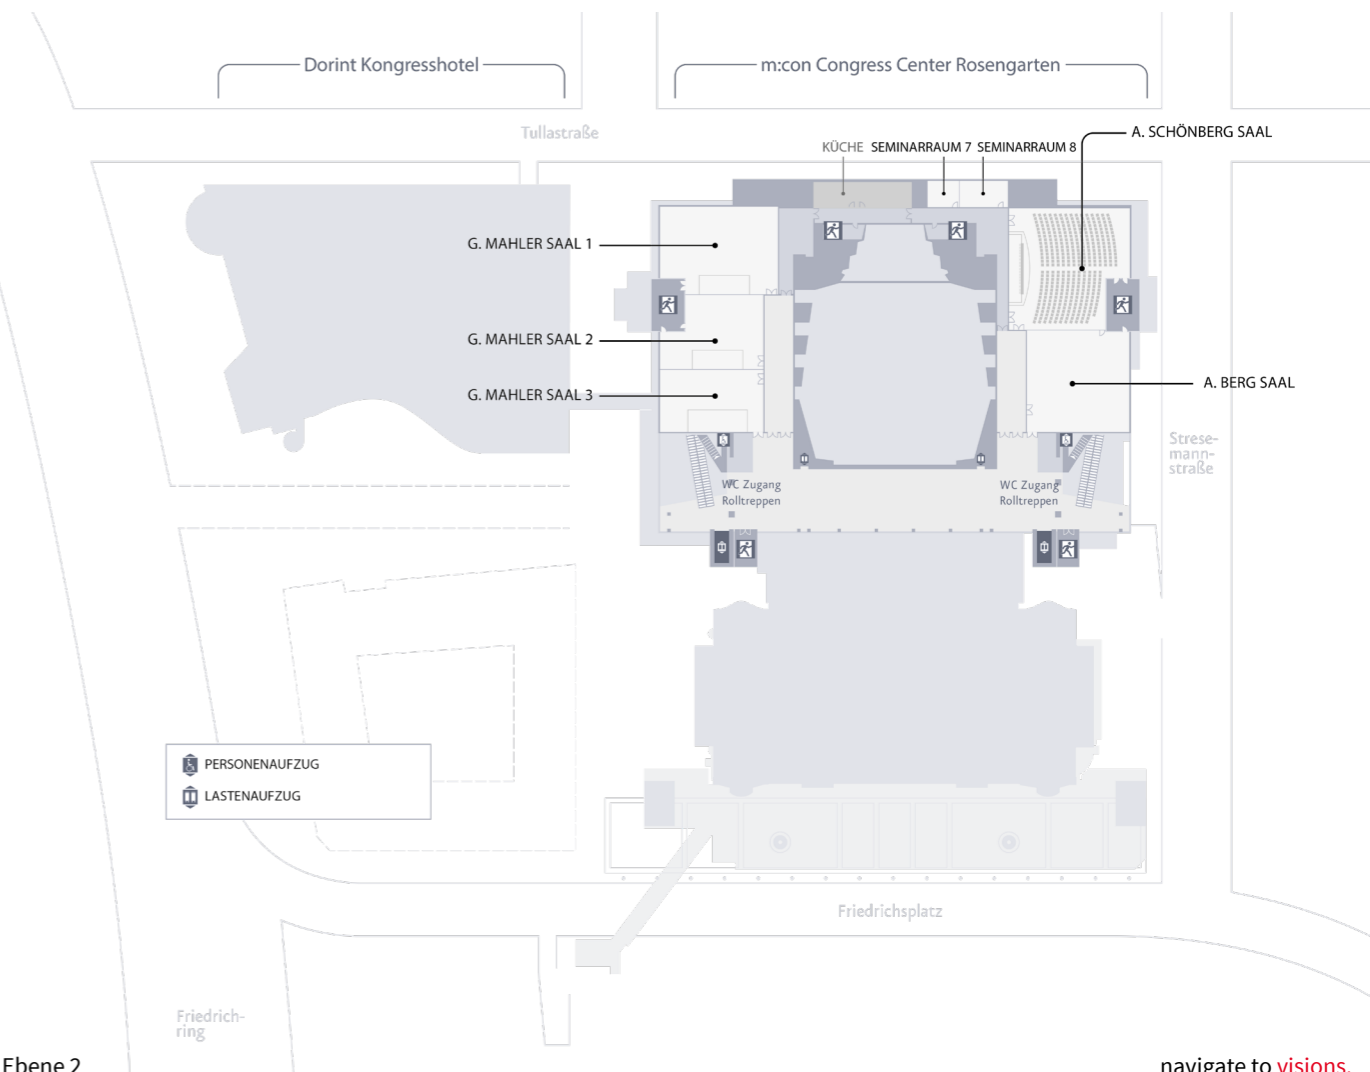 Dorint Kongresshotel
m:con Congress Center Rosengarten
Tullastraße
A. SCHÖNBERG SAAL
KÜCHE
SEMINARRAUM 7
SEMINARRAUM 8
G. MAHLER SAAL 1
G. MAHLER SAAL 2
A. BERG SAAL
G. MAHLER SAAL 3
Strese-
mann-
straße
WC Zugang
Rolltreppen
WC Zugang
Rolltreppen
PERSONENAUFZUG
LASTENAUFZUG
Friedrichsplatz
Friedrich-
ring
Ebene 2
navigate to visions.